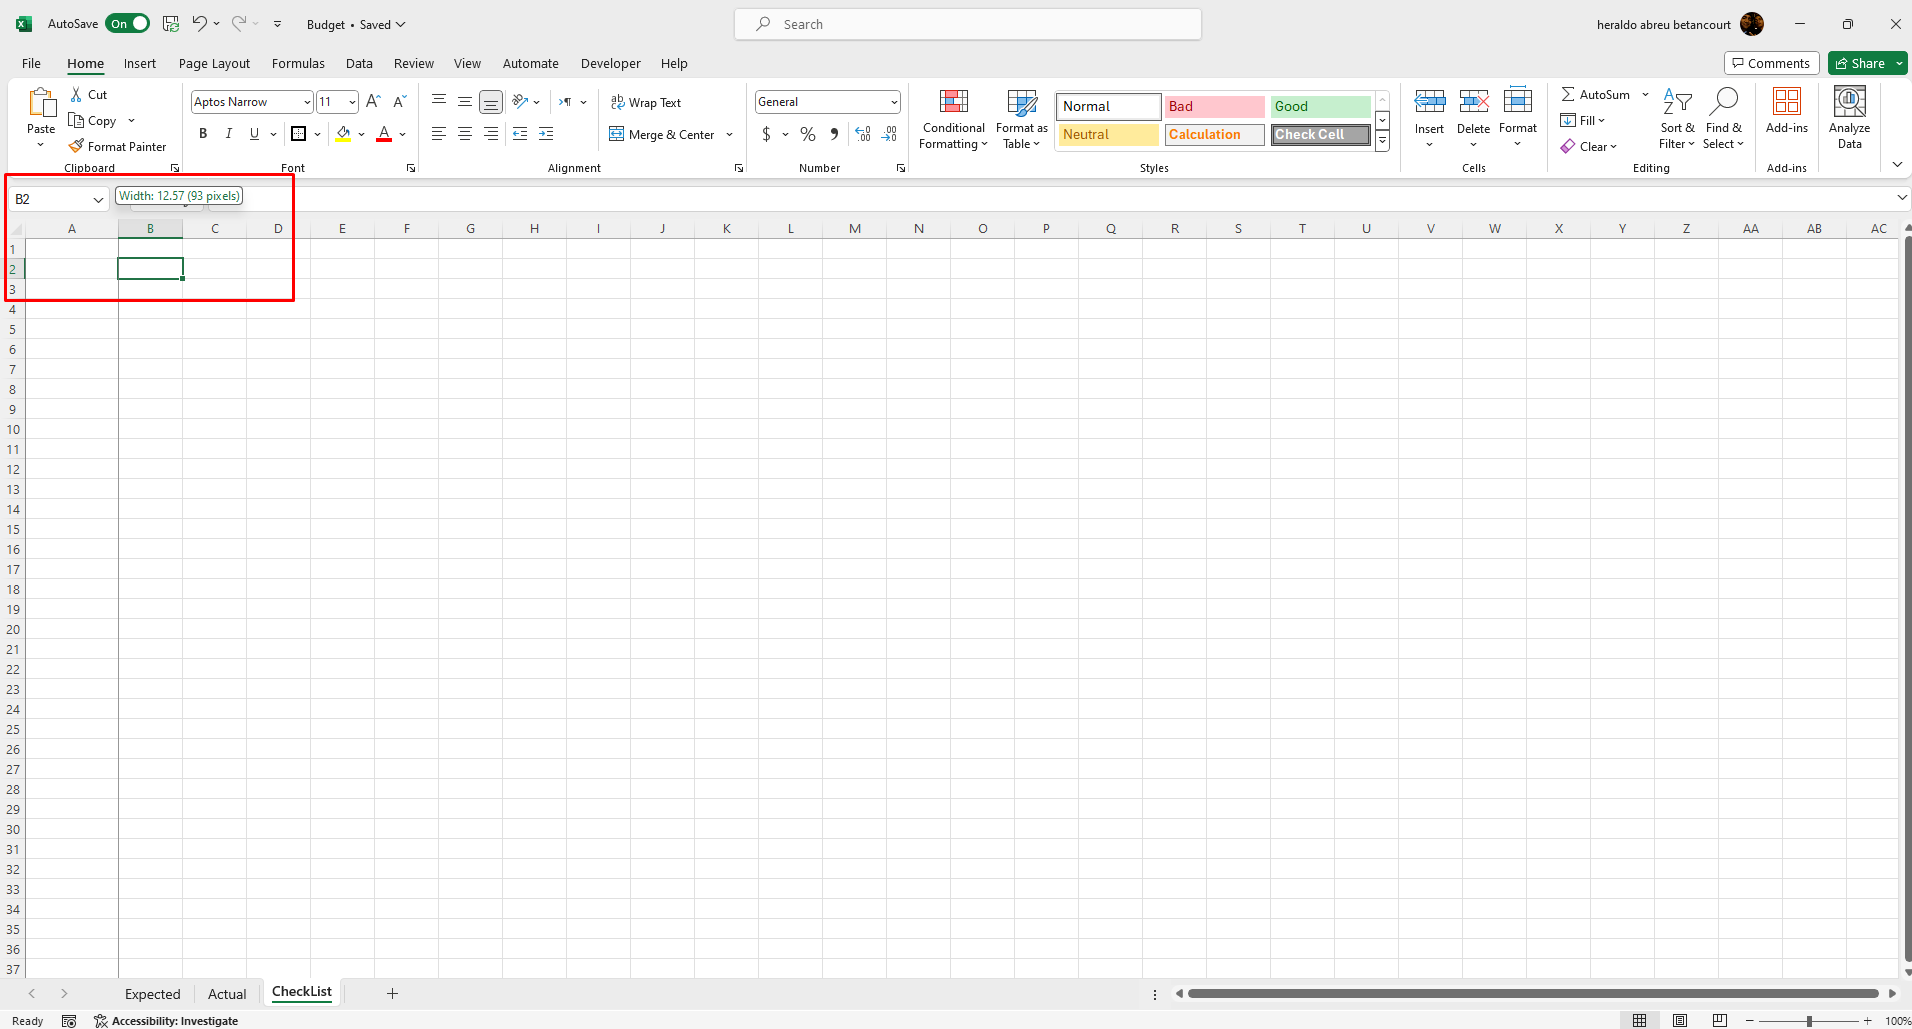 AutoSave On Budget • Saved Search heraldo abreu betancourt
File Home Insert Page Layout Formulas Data Review View Automate Developer Help Comments Share
Paste Cut Copy Format Painter Clipboard
Aptos Narrow 11 B I U A Font
Wrap Text Merge & Center Alignment
General $ % Number
Conditional Formatting Format as Table
Normal Bad Good
Neutral Calculation Check Cell
Styles
Insert Delete Format Cells
AutoSum Fill Clear Sort & Filter Find & Select Editing
Add-ins Add-ins
Analyze Data
B2 Width: 12.57 (93 pixels)
A B C D E F G H I J K L M N O P Q R S T U V W X Y Z AA AB AC
1
2
3
4
5
6
7
8
9
10
11
12
13
14
15
16
17
18
19
20
21
22
23
24
25
26
27
28
29
30
31
32
33
34
35
36
37
Expected Actual CheckList +
Ready Accessibility: Investigate 100%